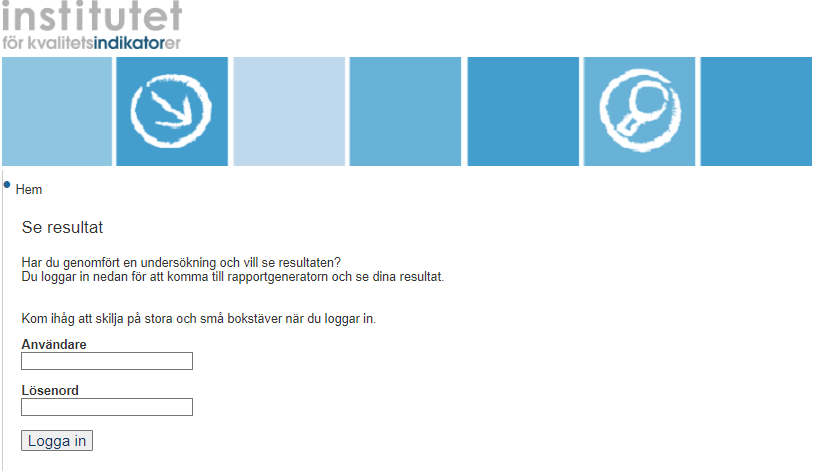 institutet
för kvalitetsindikatorer
Hem
Se resultat
Har du genomfört en undersökning och vill se resultaten?
Du loggar in nedan för att komma till rapportgeneratorn och se dina resultat.
Kom ihåg att skilja på stora och små bokstäver när du loggar in.
Användare
Lösenord
Logga in